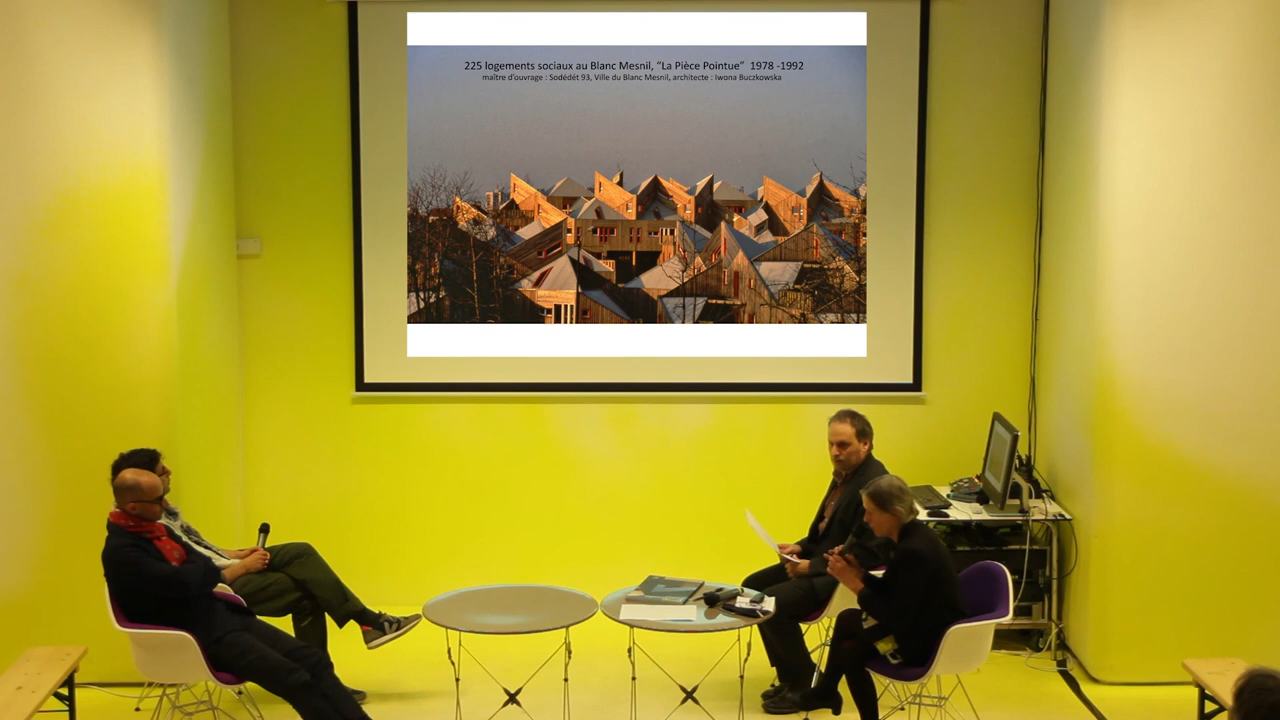 225 logements sociaux au Blanc Mesnil, “La Pièce Pointue” 1978 -1992
maître d'ouvrage : Sodédét 93, Ville du Blanc Mesnil, architecte : Iwona Buczkowska